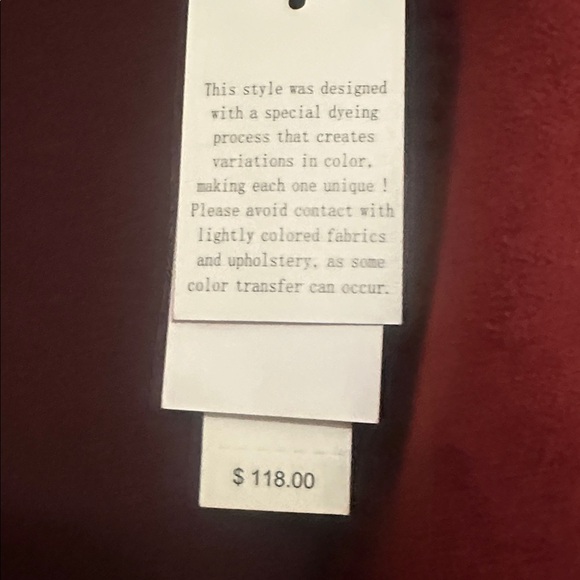 This style was designed
with a special dyeing
process that creates
variations in color,
making each one unique !
Please avoid contact with
lightly colored fabrics
and upholstery, as some
color transfer can occur.
$ 118.00